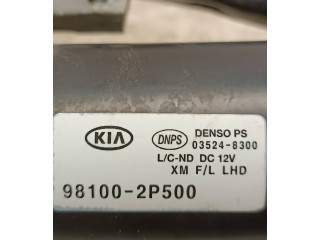 KIA DNPS DENSO PS
03524-8300
L/C-ND DC 12V
XM F/L LHD
98100-2P500